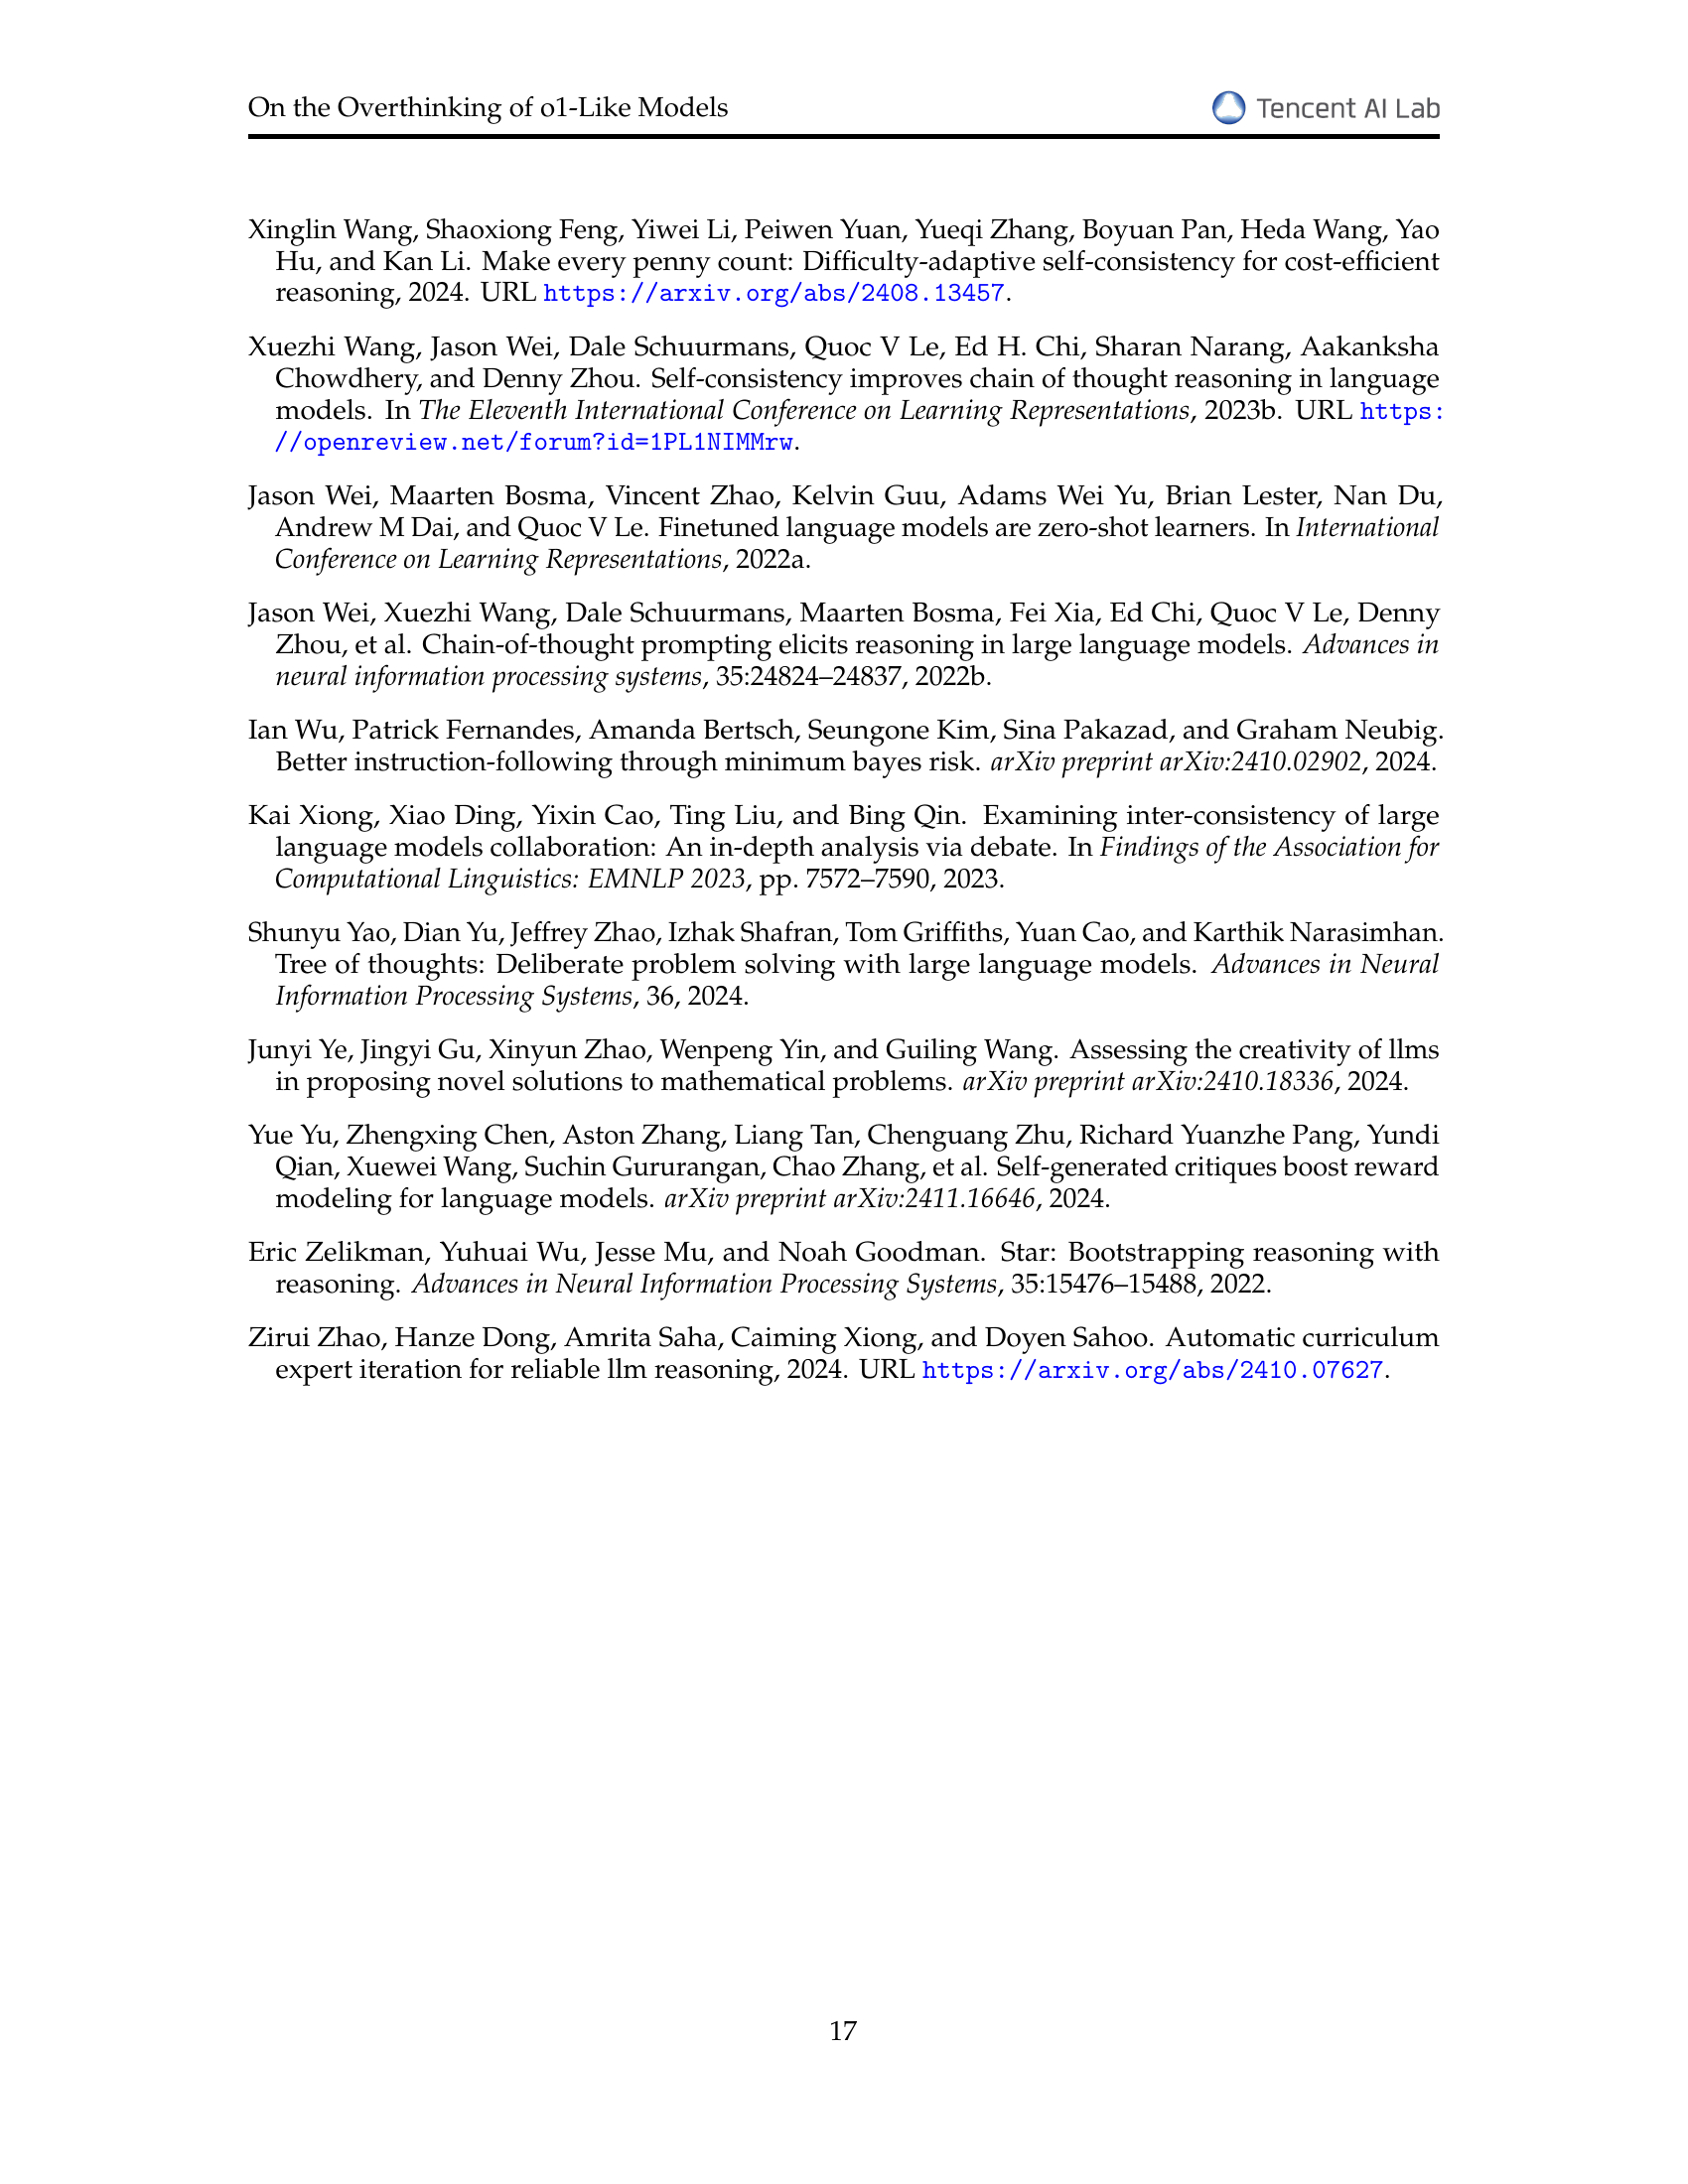 On the Overthinking of o1-Like Models
Tencent AI Lab
Xinglin Wang, Shaoxiong Feng, Yiwei Li, Peiwen Yuan, Yueqi Zhang, Boyuan Pan, Heda Wang, Yao
Hu, and Kan Li. Make every penny count: Difficulty-adaptive self-consistency for cost-efficient
reasoning, 2024. URL https://arxiv.org/abs/2408.13457.
Xuezhi Wang, Jason Wei, Dale Schuurmans, Quoc V Le, Ed H. Chi, Sharan Narang, Aakanksha
Chowdhery, and Denny Zhou. Self-consistency improves chain of thought reasoning in language
models. In The Eleventh International Conference on Learning Representations, 2023b. URL https:
//openreview.net/forum?id=1PL1NIMMrw.
Jason Wei, Maarten Bosma, Vincent Zhao, Kelvin Guu, Adams Wei Yu, Brian Lester, Nan Du,
Andrew M Dai, and Quoc V Le. Finetuned language models are zero-shot learners. In International
Conference on Learning Representations, 2022a.
Jason Wei, Xuezhi Wang, Dale Schuurmans, Maarten Bosma, Fei Xia, Ed Chi, Quoc V Le, Denny
Zhou, et al. Chain-of-thought prompting elicits reasoning in large language models. Advances in
neural information processing systems, 35:24824–24837, 2022b.
Ian Wu, Patrick Fernandes, Amanda Bertsch, Seungone Kim, Sina Pakazad, and Graham Neubig.
Better instruction-following through minimum bayes risk. arXiv preprint arXiv:2410.02902, 2024.
Kai Xiong, Xiao Ding, Yixin Cao, Ting Liu, and Bing Qin. Examining inter-consistency of large
language models collaboration: An in-depth analysis via debate. In Findings of the Association for
Computational Linguistics: EMNLP 2023, pp. 7572–7590, 2023.
Shunyu Yao, Dian Yu, Jeffrey Zhao, Izhak Shafran, Tom Griffiths, Yuan Cao, and Karthik Narasimhan.
Tree of thoughts: Deliberate problem solving with large language models. Advances in Neural
Information Processing Systems, 36, 2024.
Junyi Ye, Jingyi Gu, Xinyun Zhao, Wenpeng Yin, and Guiling Wang. Assessing the creativity of llms
in proposing novel solutions to mathematical problems. arXiv preprint arXiv:2410.18336, 2024.
Yue Yu, Zhengxing Chen, Aston Zhang, Liang Tan, Chenguang Zhu, Richard Yuanzhe Pang, Yundi
Qian, Xuewei Wang, Suchin Gururangan, Chao Zhang, et al. Self-generated critiques boost reward
modeling for language models. arXiv preprint arXiv:2411.16646, 2024.
Eric Zelikman, Yuhuai Wu, Jesse Mu, and Noah Goodman. Star: Bootstrapping reasoning with
reasoning. Advances in Neural Information Processing Systems, 35:15476–15488, 2022.
Zirui Zhao, Hanze Dong, Amrita Saha, Caiming Xiong, and Doyen Sahoo. Automatic curriculum
expert iteration for reliable llm reasoning, 2024. URL https://arxiv.org/abs/2410.07627.
17